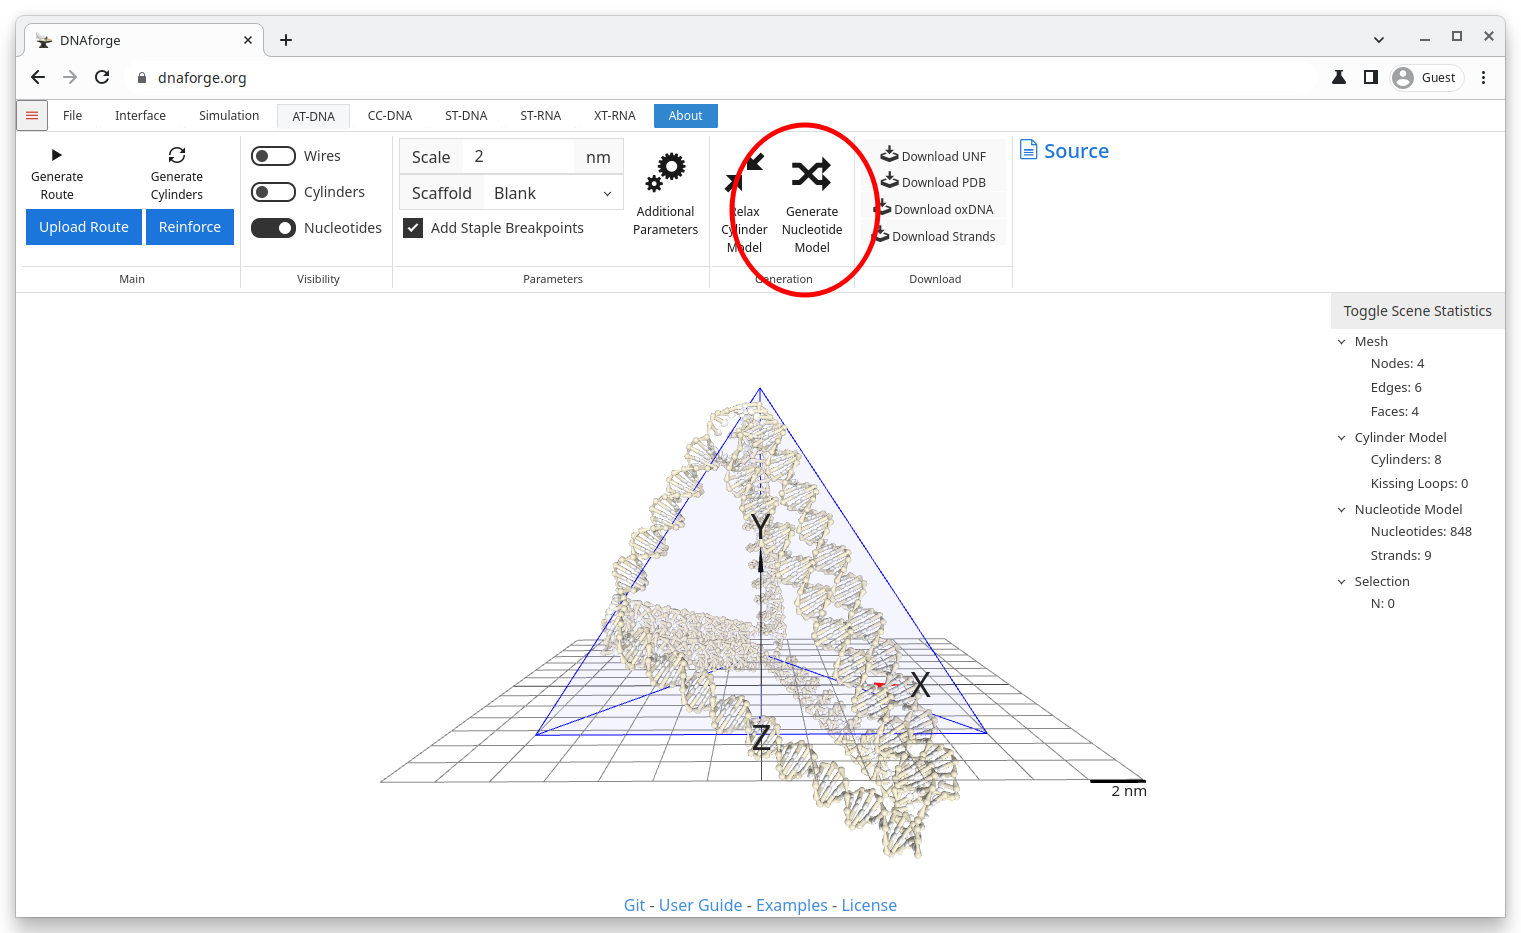 DNAforge
dnaforge.org
Guest
File Interface Simulation AT-DNA CC-DNA ST-DNA ST-RNA XT-RNA About
Generate Route
Generate Cylinders
Upload Route
Reinforce
Main
Wires
Cylinders
Nucleotides
Visibility
Scale 2 nm
Scaffold Blank
Add Staple Breakpoints
Additional Parameters
Parameters
Relax Cylinder Model
Generate Nucleotide Model
Generation
Download UNF
Download PDB
Download oxDNA
Download Strands
Download
Source
Toggle Scene Statistics
Mesh
Nodes: 4
Edges: 6
Faces: 4
Cylinder Model
Cylinders: 8
Kissing Loops: 0
Nucleotide Model
Nucleotides: 848
Strands: 9
Selection
N: 0
Y
X
Z
2 nm
Git - User Guide - Examples - License